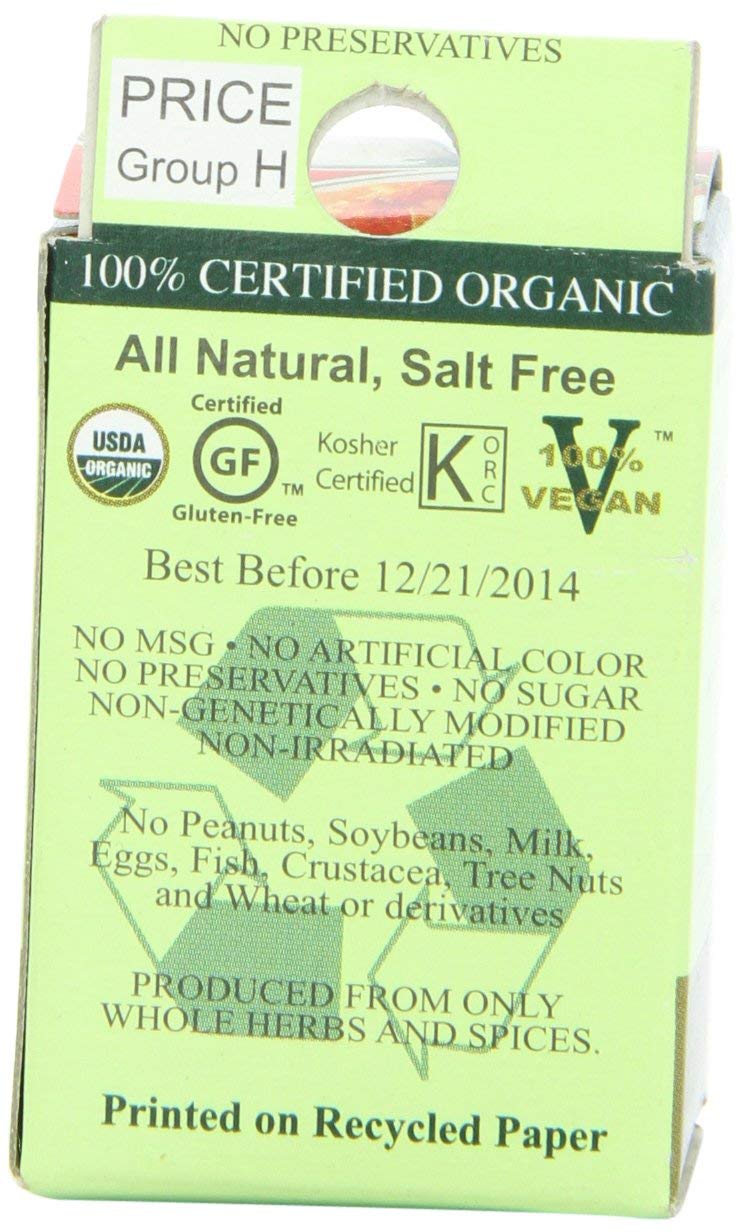 NO PRESERVATIVES
PRICE
Group H
100% CERTIFIED ORGANIC
All Natural, Salt Free
USDA
ORGANIC
Certified
GF
TM
Gluten-Free
Kosher
Certified
K
ORC
V
100%
VEGAN
TM
Best Before 12/21/2014
NO MSG • NO ARTIFICIAL COLOR
NO PRESERVATIVES • NO SUGAR
NON-GENETICALLY MODIFIED
NON-IRRADIATED
No Peanuts, Soybeans, Milk,
Eggs, Fish, Crustacea, Tree Nuts
and Wheat or derivatives
PRODUCED FROM ONLY
WHOLE HERBS AND SPICES.
Printed on Recycled Paper